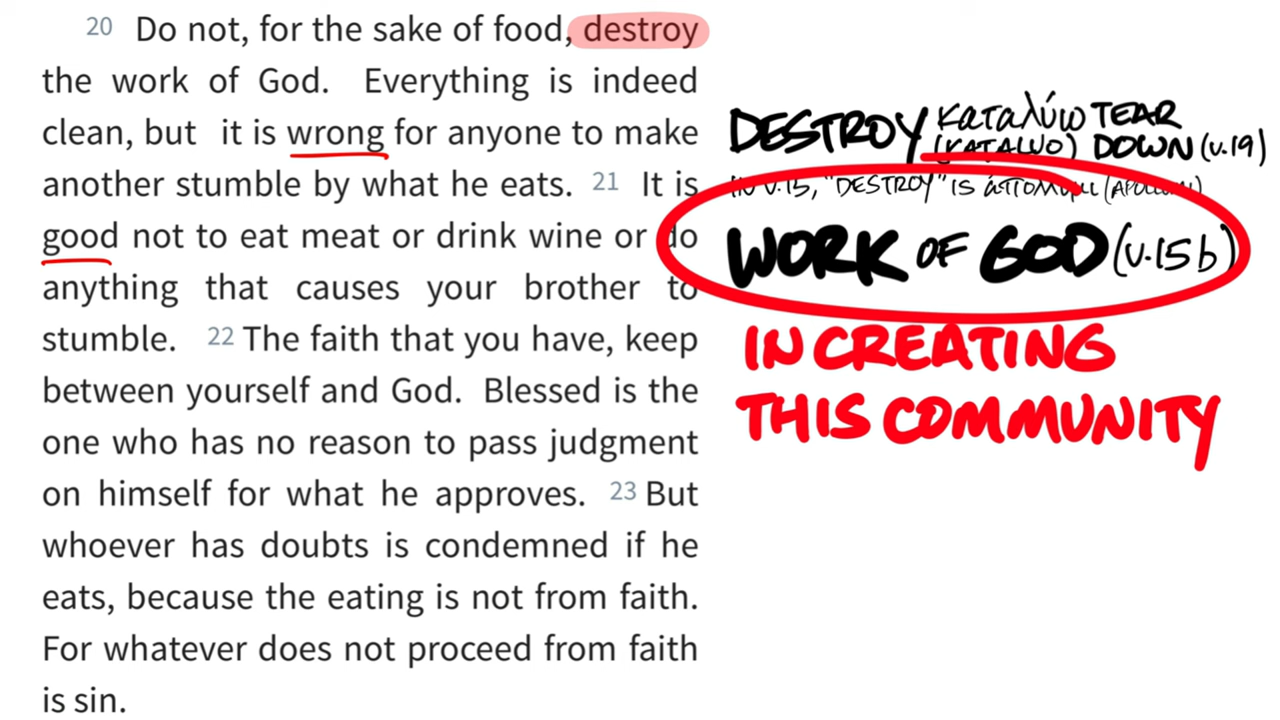 20 Do not, for the sake of food, destroy
the work of God. Everything is indeed
clean, but it is wrong for anyone to make
another stumble by what he eats. 21 It is
good not to eat meat or drink wine or do
anything that causes your brother to
stumble. 22 The faith that you have, keep
between yourself and God. Blessed is the
one who has no reason to pass judgment
on himself for what he approves. 23 But
whoever has doubts is condemned if he
eats, because the eating is not from faith.
For whatever does not proceed from faith
is sin.
DESTROY καταλύω TEAR
(KATALUO) DOWN (v.19)
IN v.15, "DESTROY" IS
WORK OF GOD (v.15b)
IN CREATING
THIS COMMUNITY